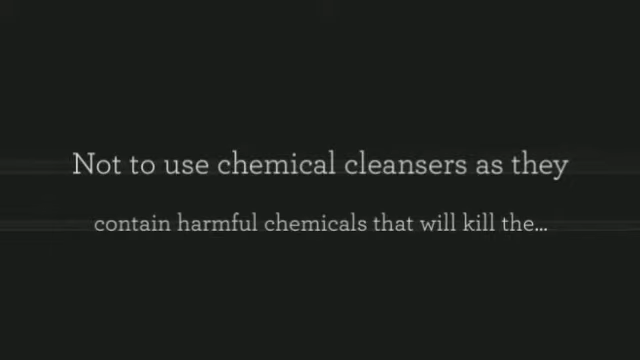 Not to use chemical cleansers as they
contain harmful chemicals that will kill the...